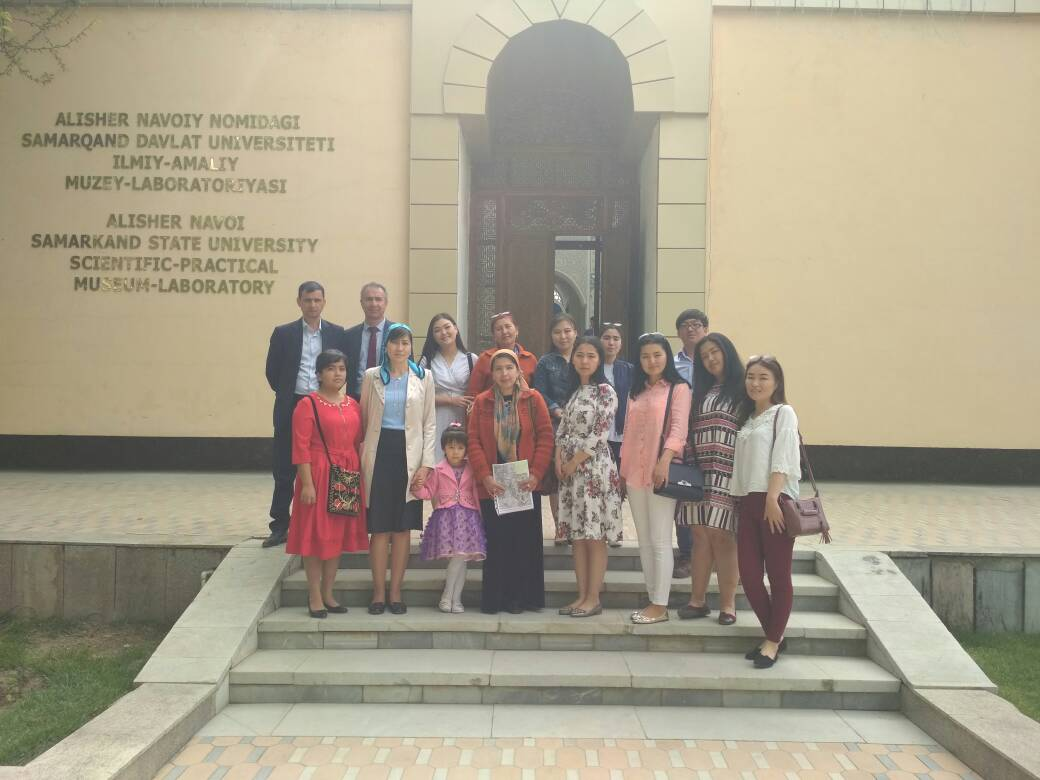 ALISHER NAVOIY NOMIDAGI
SAMARQAND DAVLAT UNIVERSITETI
ILMIY-AMALIY
MUZEY-LABORATORIYASI
ALISHER NAVOI
SAMARKAND STATE UNIVERSITY
SCIENTIFIC-PRACTICAL
MUSEUM-LABORATORY